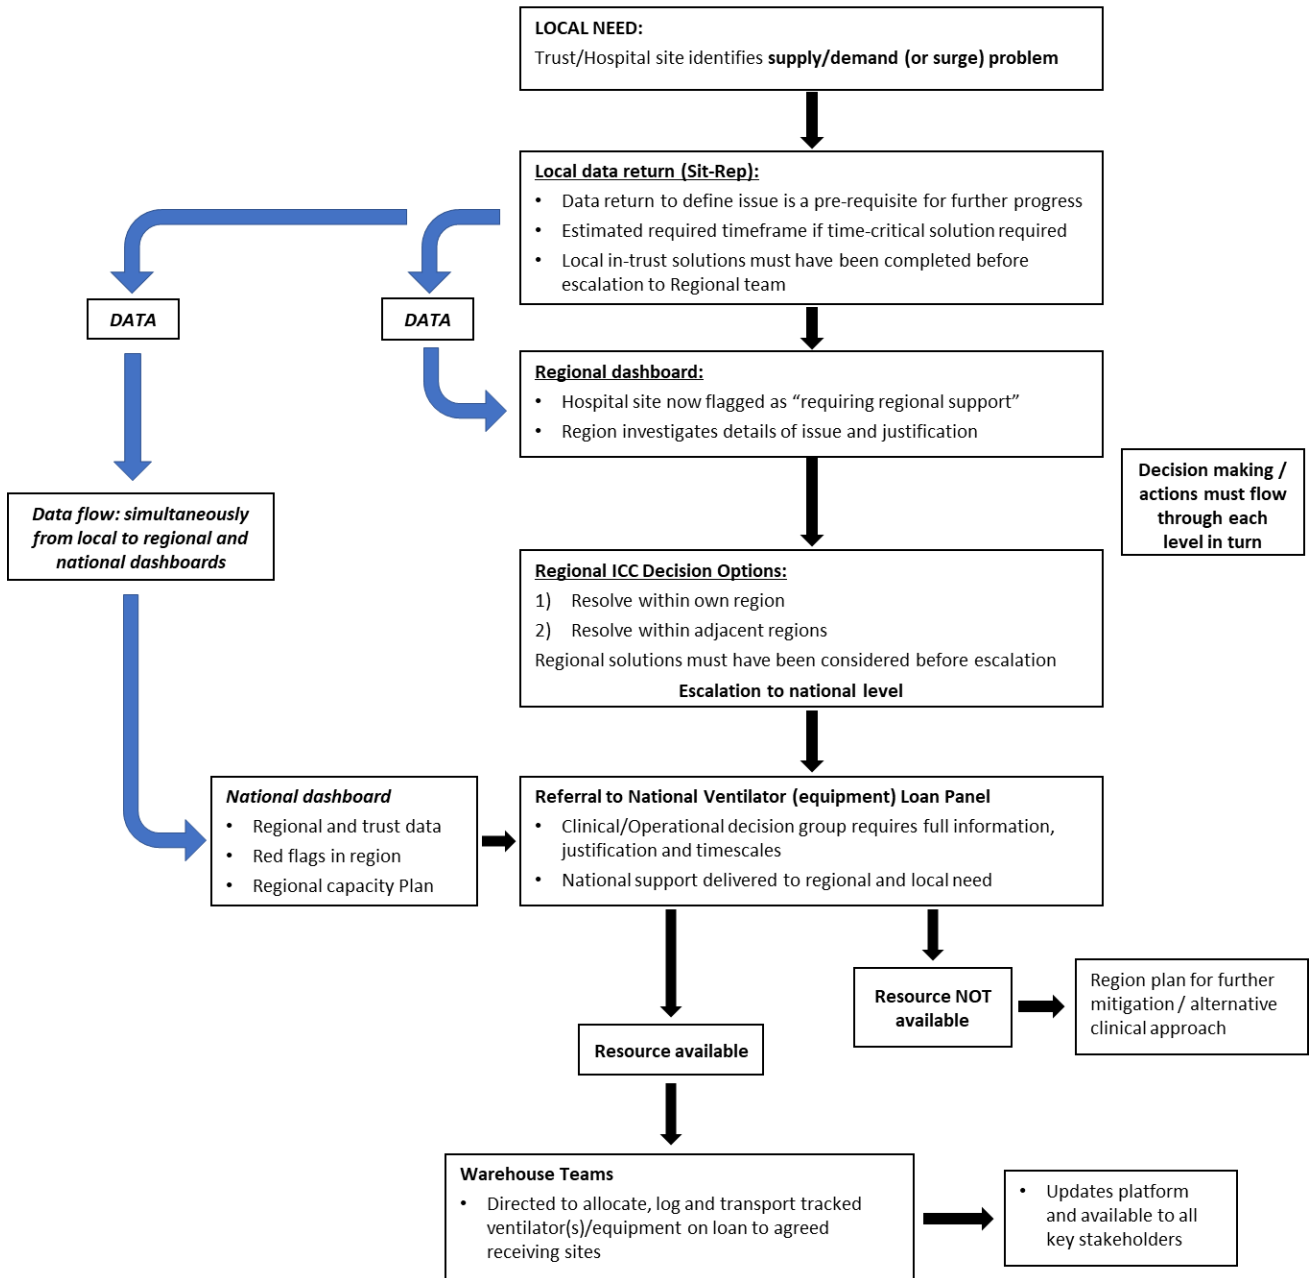 LOCAL NEED:
Trust/Hospital site identifies supply/demand (or surge) problem
Local data return (Sit-Rep):
• Data return to define issue is a pre-requisite for further progress
• Estimated required timeframe if time-critical solution required
• Local in-trust solutions must have been completed before
escalation to Regional team
DATA
DATA
Regional dashboard:
• Hospital site now flagged as “requiring regional support”
• Region investigates details of issue and justification
Decision making /
actions must flow
through each
level in turn
Data flow: simultaneously
from local to regional and
national dashboards
Regional ICC Decision Options:
1) Resolve within own region
2) Resolve within adjacent regions
Regional solutions must have been considered before escalation
Escalation to national level
National dashboard
• Regional and trust data
• Red flags in region
• Regional capacity Plan
Referral to National Ventilator (equipment) Loan Panel
• Clinical/Operational decision group requires full information,
justification and timescales
• National support delivered to regional and local need
Resource NOT
available
Region plan for further
mitigation / alternative
clinical approach
Resource available
Warehouse Teams
• Directed to allocate, log and transport tracked
ventilator(s)/equipment on loan to agreed
receiving sites
• Updates platform
and available to all
key stakeholders